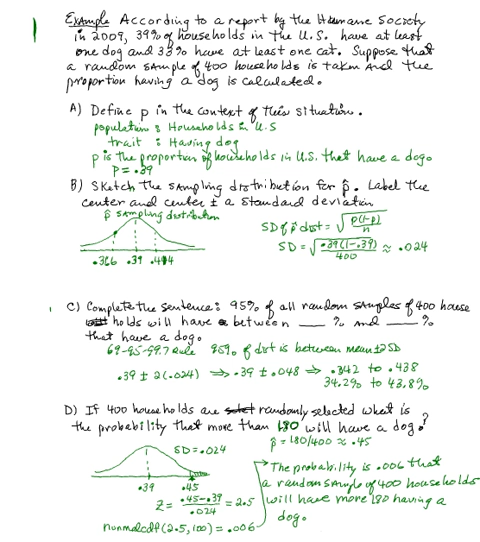 Example According to a report by the Humane Society
in 2009, 39% of households in the U.S. have at least
one dog and 33% have at least one cat. Suppose that
a random sample of 400 households is taken and the
proportion having a dog is calculated.
A) Define p in the context of this situation.
population : Households in U.S
trait : Having dog
p is the proportion of households in U.S. that have a dog.
P = .39
B) Sketch the sampling distribution for p̂. Label the
center and center ± a standard deviation
p̂ sampling distribution
SD of p̂ dist = √(p(1-p)/n)
SD = √(.39(1-.39)/400) ≈ .024
.366 .39 .414
C) Complete the sentence: 95% of all random samples of 400 house
holds will have between ___ % and ___ %
that have a dog.
69-95-99.7 Rule 95% of dist is between mean ± 2SD
.39 ± 2(.024) → .39 ± .048 → .342 to .438
34.2% to 43.8%
D) If 400 households are randomly selected what is
the probability that more than 180 will have a dog?
p̂ = 180/400 ≈ .45
SD = .024
.39 .45
Z = (.45-.39)/.024 = 2.5
normalcdf(2.5, 100) = .006
The probability is .006 that
a random sample of 400 households
will have more 180 having a
dog.